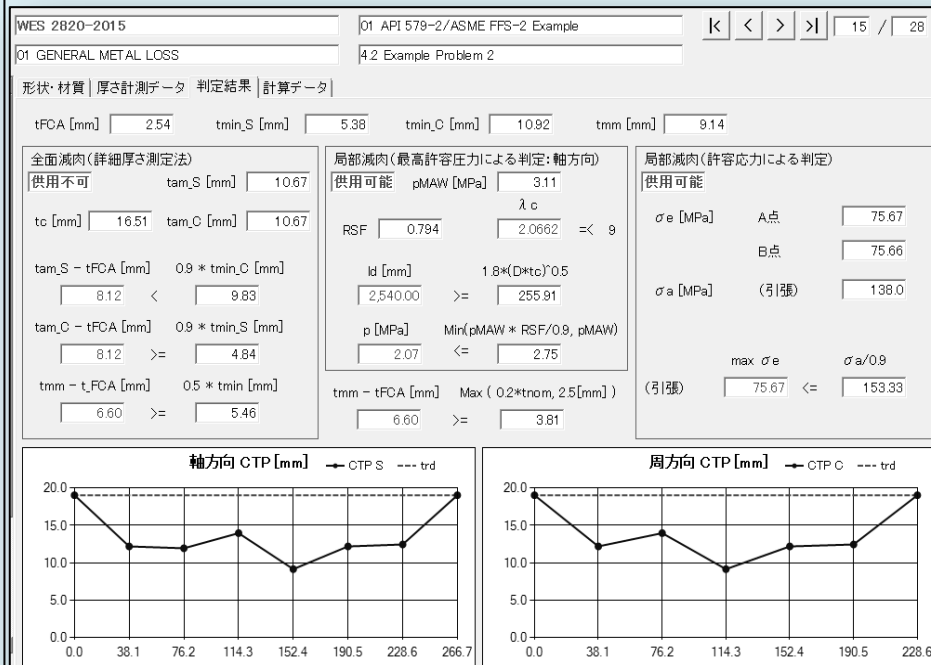 WES 2820-2015 01 API 579-2/ASME FFS-2 Example |< < > >| 15 / 28
01 GENERAL METAL LOSS 4.2 Example Problem 2
形状・材質 厚さ計測データ 判定結果 計算データ
tFCA [mm] 2.54 tmin_S [mm] 5.38 tmin_C [mm] 10.92 tmm [mm] 9.14
全面減肉(詳細厚さ測定法)
供用不可 tam_S [mm] 10.67
tc [mm] 16.51 tam_C [mm] 10.67
tam_S - tFCA [mm] 0.9 * tmin_C [mm]
8.12 < 9.83
tam_C - tFCA [mm] 0.9 * tmin_S [mm]
8.12 >= 4.84
tmm - t_FCA [mm] 0.5 * tmin [mm]
6.60 >= 5.46
局部減肉(最高許容圧力による判定:軸方向)
供用可能 pMAW [MPa] 3.11
λc
RSF 0.794 2.0662 =< 9
ld [mm] 1.8*(D*tc)^0.5
2,540.00 >= 255.91
p [MPa] Min(pMAW * RSF/0.9, pMAW)
2.07 <= 2.75
tmm - tFCA [mm] Max ( 0.2*tnom, 2.5[mm] )
6.60 >= 3.81
局部減肉(許容応力による判定)
供用可能
σe [MPa] A点 75.67
B点 75.66
σa [MPa] (引張) 138.0
max σe σa/0.9
(引張) 75.67 <= 153.33
軸方向 CTP [mm] CTP S trd
20.0
15.0
10.0
5.0
0.0
0.0 38.1 76.2 114.3 152.4 190.5 228.6 266.7
周方向 CTP [mm] CTP C trd
20.0
15.0
10.0
5.0
0.0
0.0 38.1 76.2 114.3 152.4 190.5 228.6